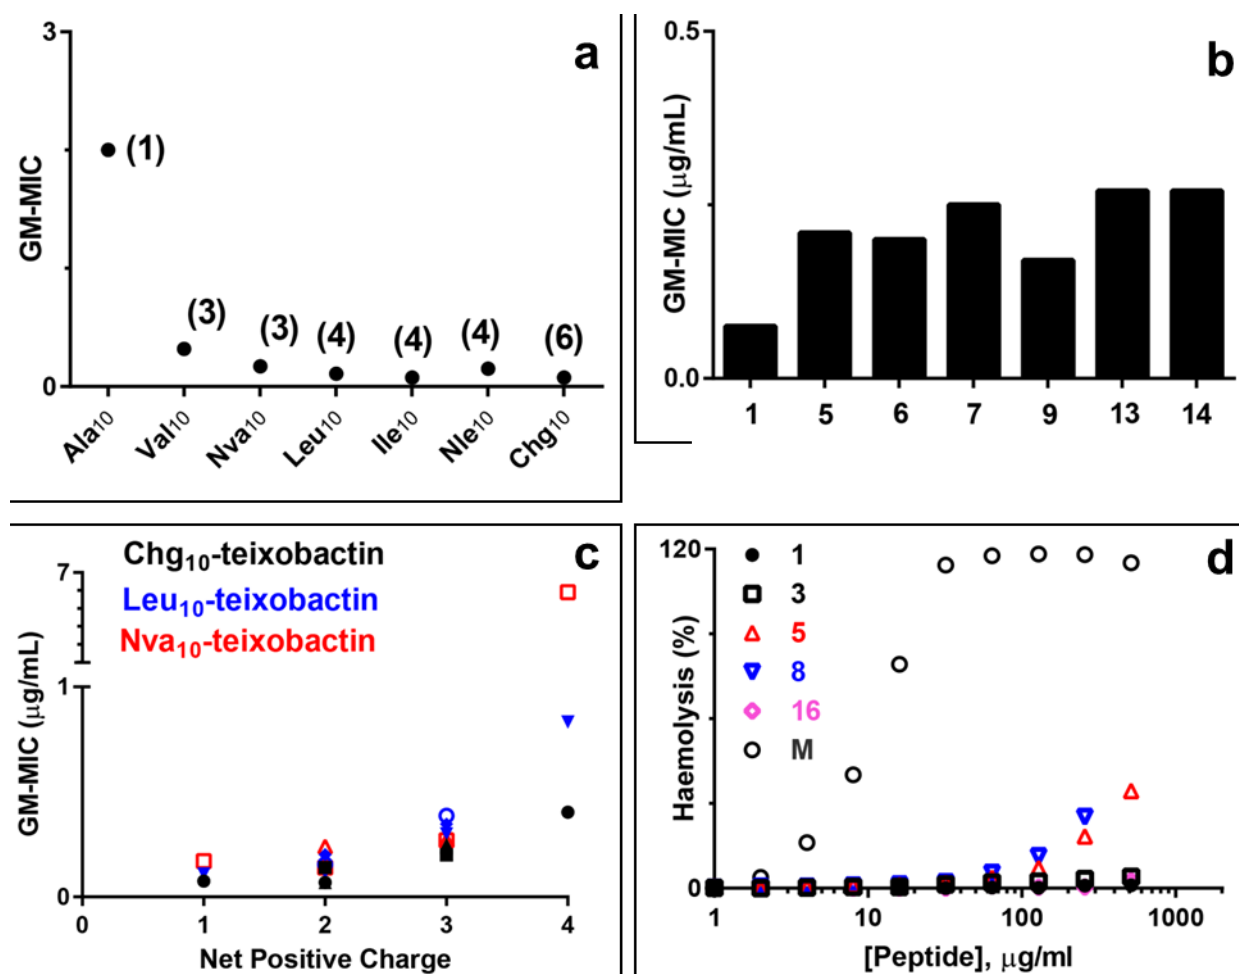 a
3
GM-MIC
0
(1)
(3)
(3)
(4)
(4)
(4)
(6)
Ala10
Val10
Nva10
Leu10
Ile10
Nle10
Chg10
b
0.5
GM-MIC (μg/mL)
0.0
1 5 6 7 9 13 14
c
Chg10-teixobactin
Leu10-teixobactin
Nva10-teixobactin
7
1
GM-MIC (μg/mL)
0
0 1 2 3 4
Net Positive Charge
d
120
Haemolysis (%)
0
1
3
5
8
16
M
1 10 100 1000
[Peptide], μg/ml